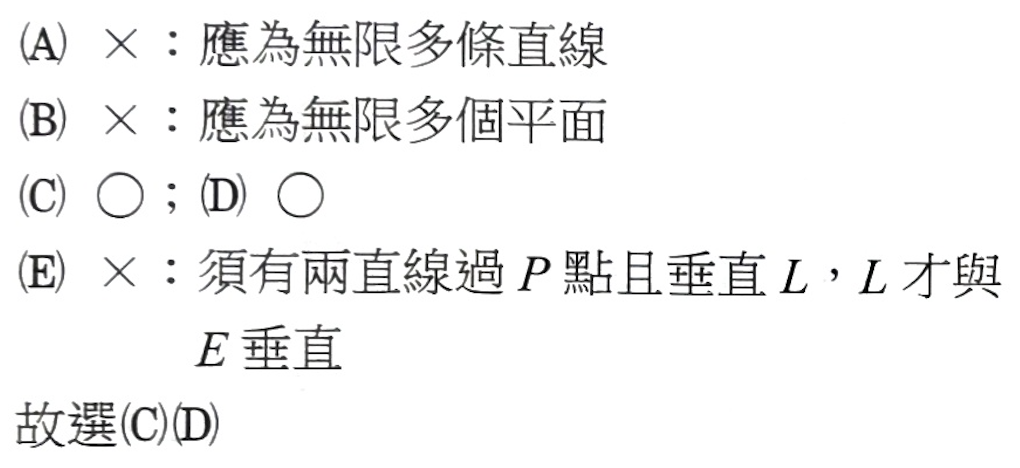 (A) ×：應為無限多條直線
(B) ×：應為無限多個平面
(C) ○；(D) ○
(E) ×：須有兩直線過 P 點且垂直 L，L 才與
E 垂直
故選(C)(D)